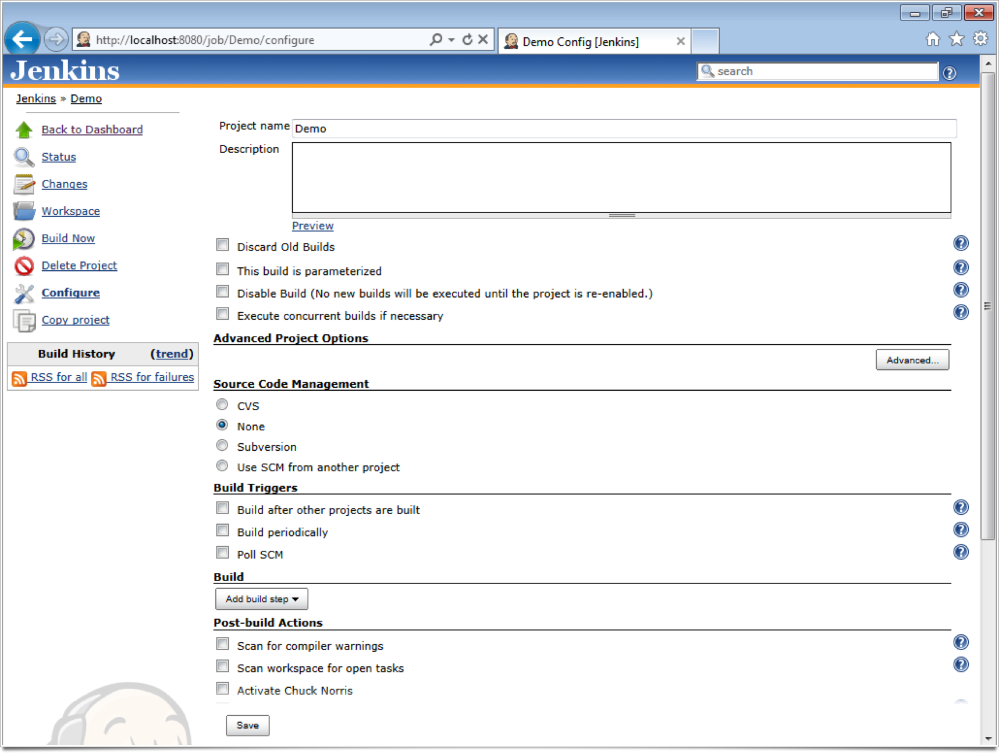 http://localhost:8080/job/Demo/configure
Demo Config [Jenkins]
Jenkins
search
Jenkins » Demo
Back to Dashboard
Status
Changes
Workspace
Build Now
Delete Project
Configure
Copy project
Build History (trend)
RSS for all RSS for failures
Project name Demo
Description
Preview
Discard Old Builds
This build is parameterized
Disable Build (No new builds will be executed until the project is re-enabled.)
Execute concurrent builds if necessary
Advanced Project Options
Advanced...
Source Code Management
CVS
None
Subversion
Use SCM from another project
Build Triggers
Build after other projects are built
Build periodically
Poll SCM
Build
Add build step
Post-build Actions
Scan for compiler warnings
Scan workspace for open tasks
Activate Chuck Norris
Save